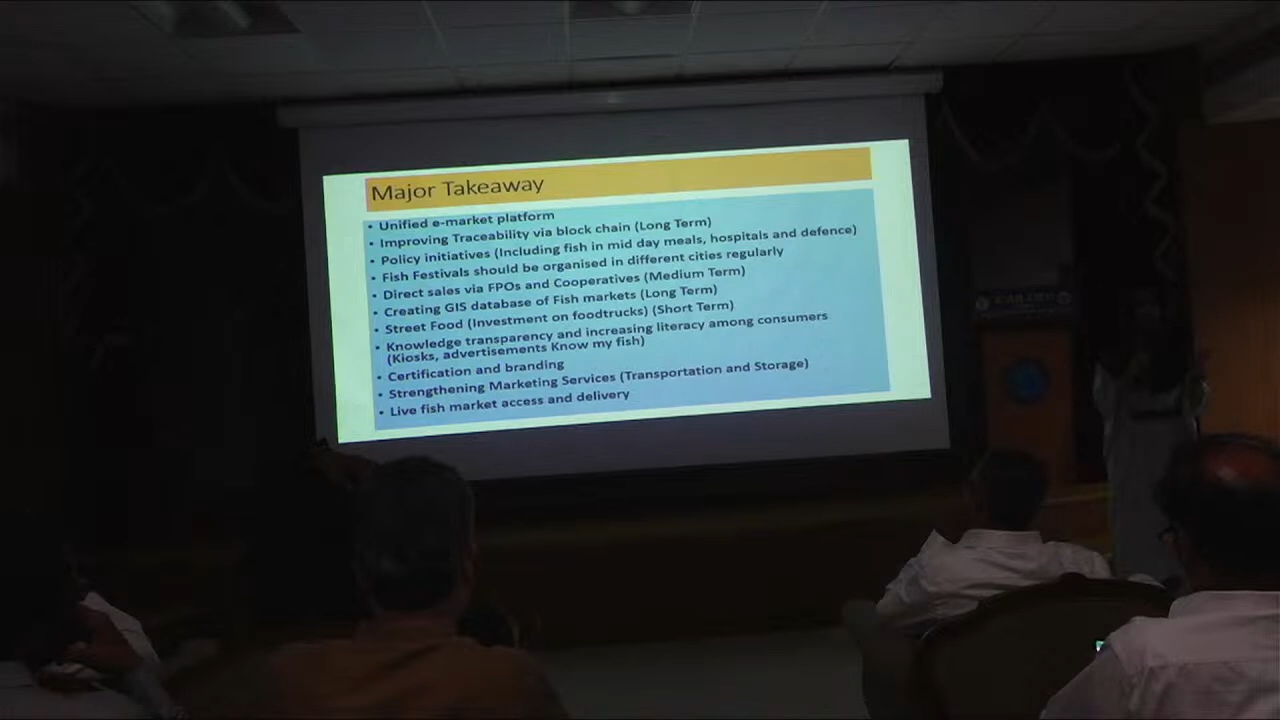 Major Takeaway
• Unified e-market platform
• Improving Traceability via block chain (Long Term)
• Policy initiatives (Including fish in mid day meals, hospitals and defence)
• Fish Festivals should be organised in different cities regularly
• Direct sales via FPOs and Cooperatives (Medium Term)
• Creating GIS database of Fish markets (Long Term)
• Street Food (Investment on foodtrucks) (Short Term)
• Knowledge transparency and increasing literacy among consumers
(Kiosks, advertisements Know my fish)
• Certification and branding
• Strengthening Marketing Services (Transportation and Storage)
• Live fish market access and delivery